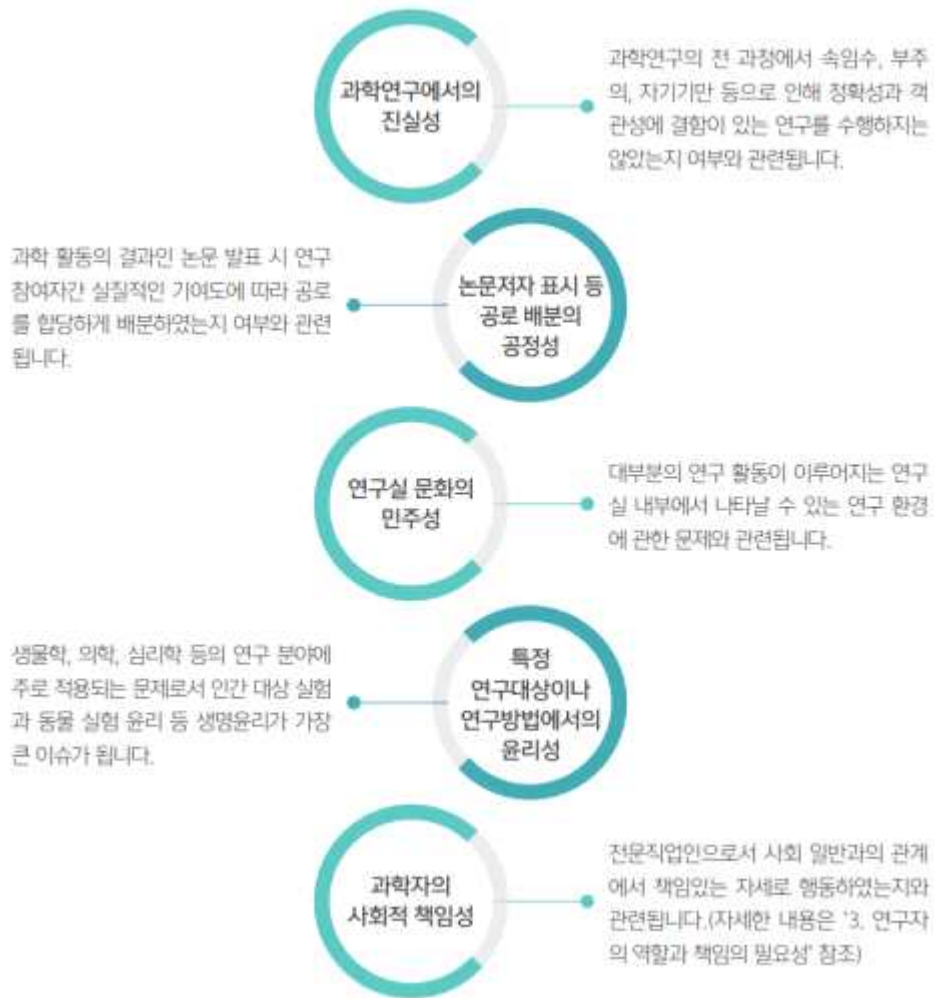 과학연구에서의
진실성
과학연구의 전 과정에서 속임수, 부주
의, 자기기만 등으로 인해 정확성과 객
관성에 결함이 있는 연구를 수행하지는
않았는지 여부와 관련됩니다.
논문저자 표시 등
공로 배분의
공정성
과학 활동의 결과인 논문 발표 시 연구
참여자간 실질적인 기여도에 따라 공로
를 합당하게 배분하였는지 여부와 관련
됩니다.
연구실 문화의
민주성
대부분의 연구 활동이 이루어지는 연구
실 내부에서 나타날 수 있는 연구 환경
에 관한 문제와 관련됩니다.
특정
연구대상이나
연구방법에서의
윤리성
생물학, 의학, 심리학 등의 연구 분야에
주로 적용되는 문제로서 인간 대상 실험
과 동물 실험 윤리 등 생명윤리가 가장
큰 이슈가 됩니다.
과학자의
사회적 책임성
전문직업인으로서 사회 일반과의 관계
에서 책임있는 자세로 행동하였는지와
관련됩니다.(자세한 내용은 '3. 연구자
의 역할과 책임의 필요성' 참조)